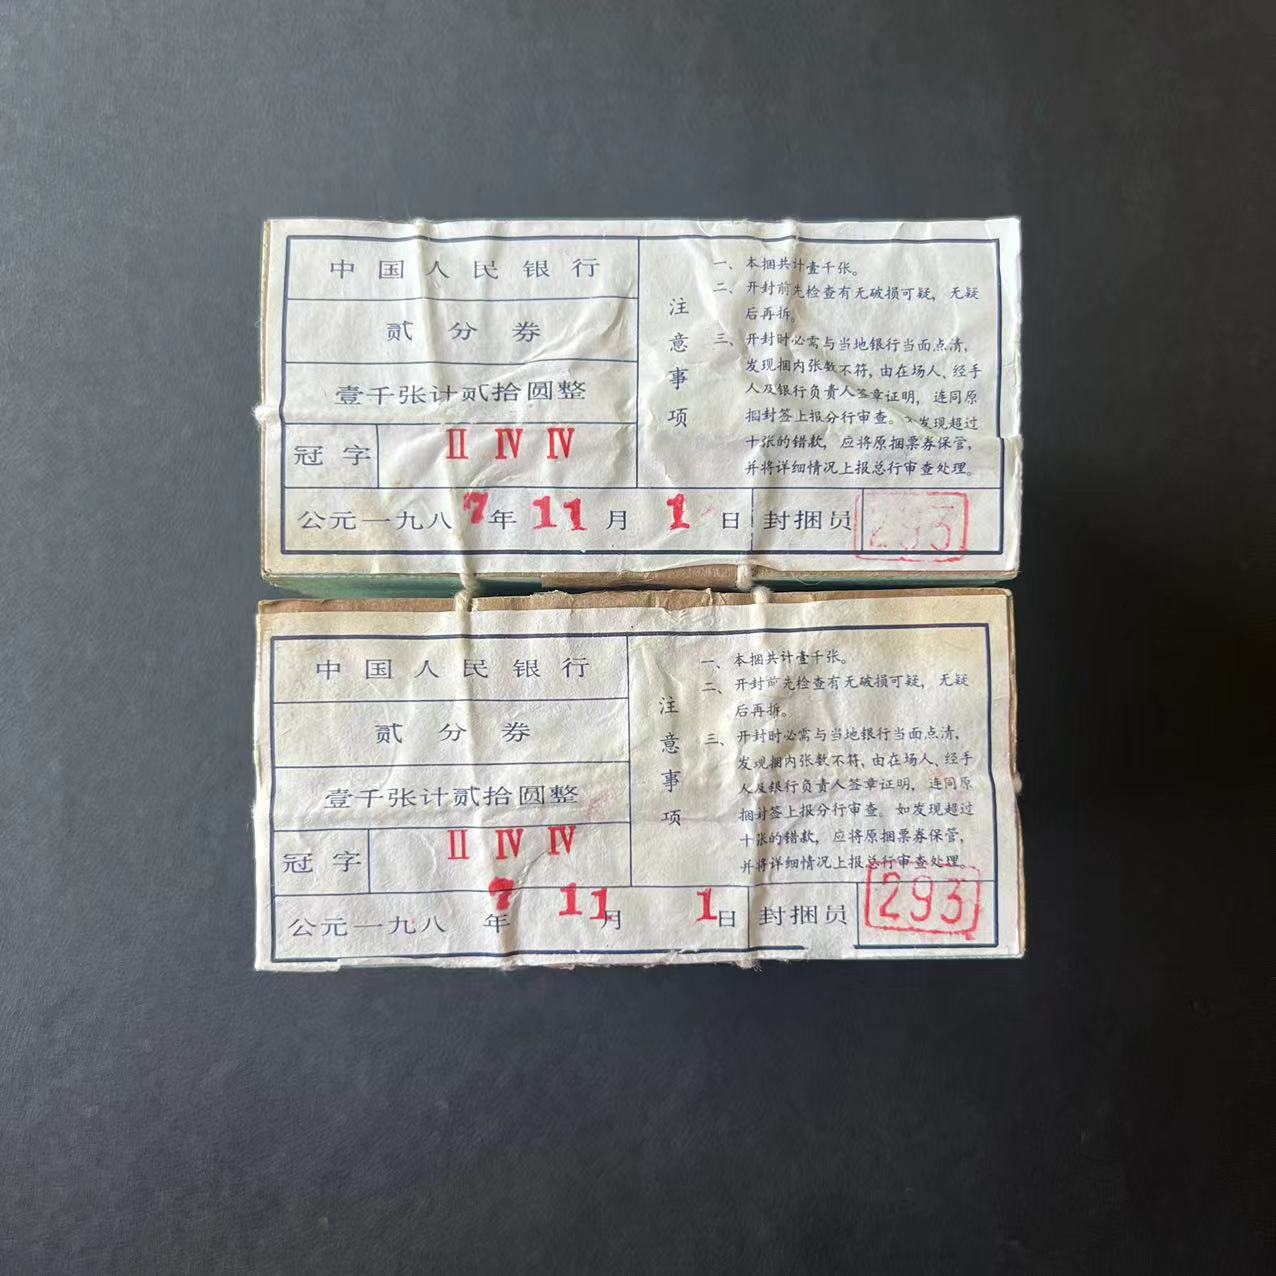 中国人民银行
贰分券
壹千张计贰拾圆整
冠字 Ⅱ Ⅳ Ⅳ
注意事项
一、本捆共计壹千张。
二、开封前先检查有无破损可疑，无疑
后再拆。
三、开封时必需与当地银行当面点清，
发现捆内张数不符，由在场人、经手
人及银行负责人签章证明，连同原
捆封签上报分行审查。发现超过
十张的错款，应将原捆票券保管，
并将详细情况上报总行审查处理。
公元一九八7年11月1日 封捆员 293
中国人民银行
贰分券
壹千张计贰拾圆整
冠字 Ⅱ Ⅳ Ⅳ
注意事项
一、本捆共计壹千张。
二、开封前先检查有无破损可疑，无疑
后再拆。
三、开封时必需与当地银行当面点清，
发现捆内张数不符，由在场人、经手
人及银行负责人签章证明，连同原
捆封签上报分行审查。如发现超过
十张的错款，应将原捆票券保管，
并将详细情况上报总行审查处理。
公元一九八7年11月1日 封捆员 293